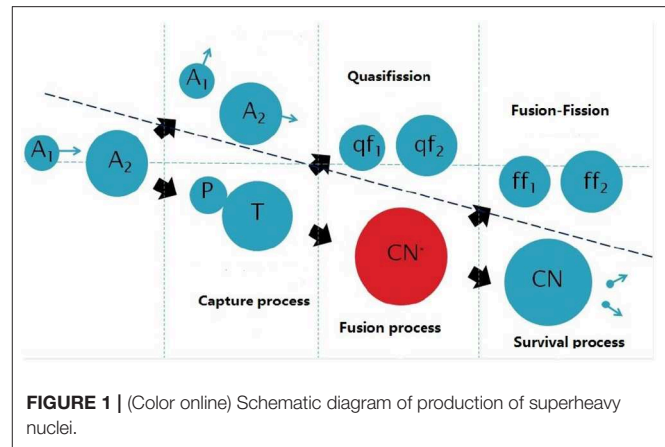 A₁
A₂
A₁
A₂
P
T
Capture process
Quasifission
qf₁
qf₂
CN*
Fusion process
Fusion-Fission
ff₁
ff₂
CN
Survival process
FIGURE 1 | (Color online) Schematic diagram of production of superheavy
nuclei.